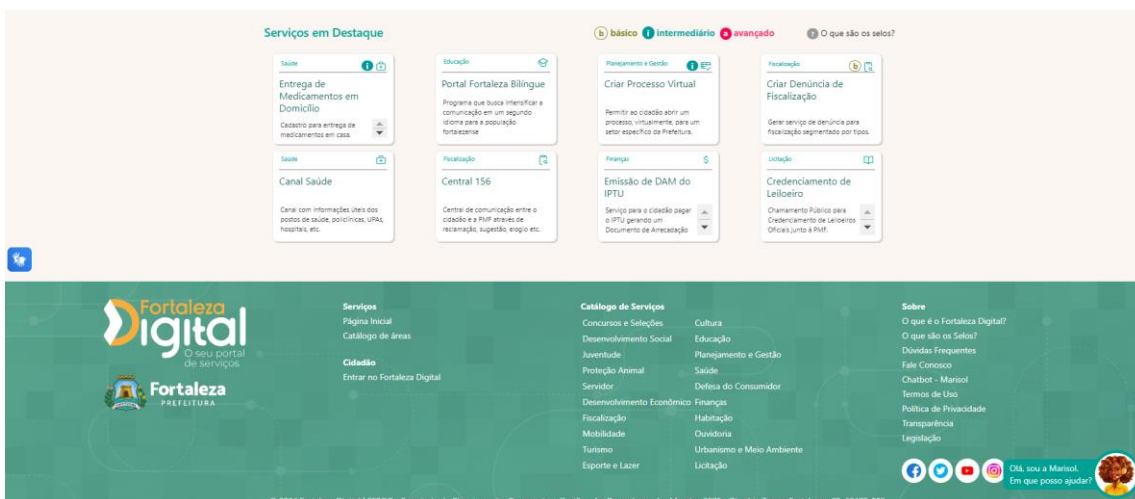 Serviços em Destaque
b básico i intermediário a avançado ? O que são os selos?
Saúde
Entrega de
Medicamentos em
Domicílio
Cadastro para entrega de
medicamentos em casa.
Educação
Portal Fortaleza Bilíngue
Programa que busca intensificar a
comunicação em um segundo
idioma para a população
fortalezense
Planejamento e Gestão
Criar Processo Virtual
Permitir ao cidadão abrir um
processo, virtualmente, para um
setor específico da Prefeitura.
Fiscalização
Criar Denúncia de
Fiscalização
Gerar serviço de denúncia para
fiscalização segmentado por tipos.
Saúde
Canal Saúde
Canal com informações úteis dos
postos de saúde, policlínicas, UPAs,
hospitais, etc.
Fiscalização
Central 156
Central de comunicação entre o
cidadão e a PMF através de
reclamação, sugestão, elogio etc.
Finanças
Emissão de DAM do
IPTU
Serviço para o cidadão pagar
o IPTU gerando um
Documento de Arrecadação
Licitação
Credenciamento de
Leiloeiro
Chamamento Público para
Credenciamento de Leiloeiros
Oficiais junto à PMF.
Fortaleza
Digital
O seu portal
de serviços
Fortaleza
PREFEITURA
Serviços
Página Inicial
Catálogo de áreas
Cidadão
Entrar no Fortaleza Digital
Catálogo de Serviços
Concursos e Seleções
Desenvolvimento Social
Juventude
Proteção Animal
Servidor
Desenvolvimento Econômico
Fiscalização
Mobilidade
Turismo
Esporte e Lazer
Cultura
Educação
Planejamento e Gestão
Saúde
Defesa do Consumidor
Finanças
Habitação
Ouvidoria
Urbanismo e Meio Ambiente
Licitação
Sobre
O que é o Fortaleza Digital?
O que são os Selos?
Dúvidas Frequentes
Fale Conosco
Chatbot - Marisol
Termos de Uso
Política de Privacidade
Transparência
Legislação
Olá, sou a Marisol.
Em que posso ajudar?